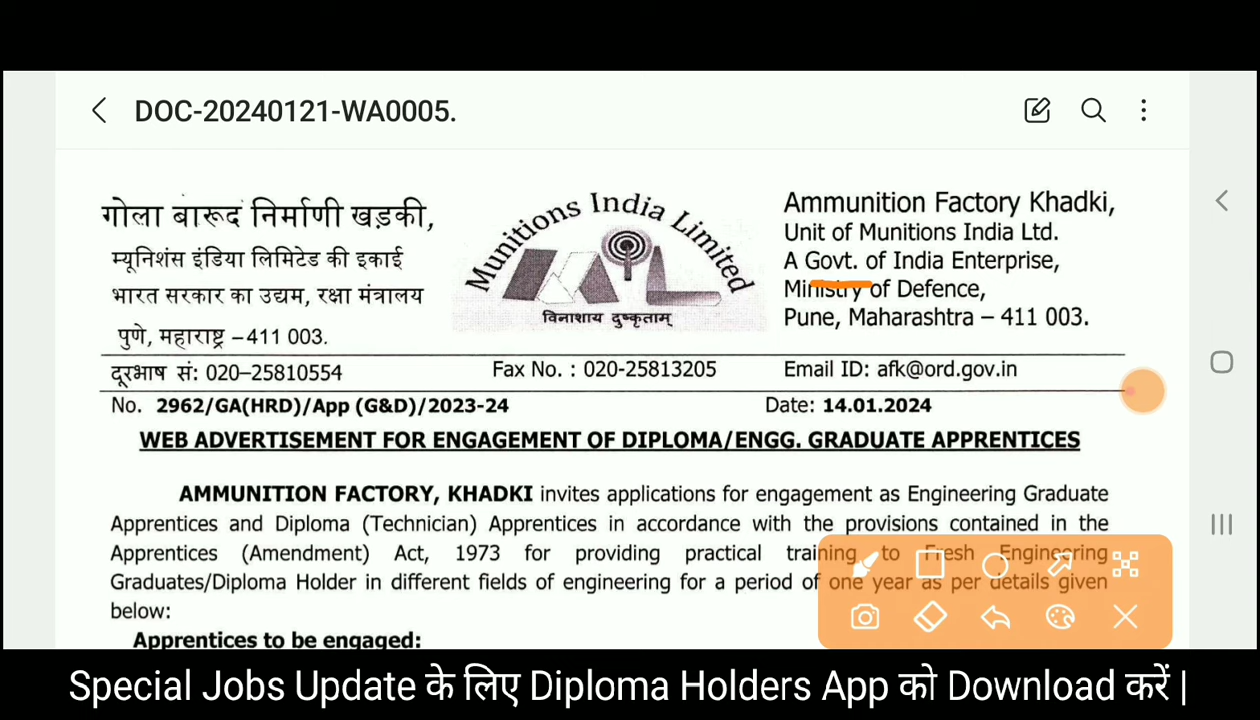 DOC-20240121-WA0005.
गोला बारूद निर्माणी खड़की,
म्यूनिशंस इंडिया लिमिटेड की इकाई
भारत सरकार का उद्यम, रक्षा मंत्रालय
पुणे, महाराष्ट्र –411 003.
Munitions India Limited
विनाशाय दुष्कृताम्
Ammunition Factory Khadki,
Unit of Munitions India Ltd.
A Govt. of India Enterprise,
Ministry of Defence,
Pune, Maharashtra – 411 003.
दूरभाष सं: 020–25810554 Fax No. : 020-25813205 Email ID: afk@ord.gov.in
No. 2962/GA(HRD)/App (G&D)/2023-24 Date: 14.01.2024
WEB ADVERTISEMENT FOR ENGAGEMENT OF DIPLOMA/ENGG. GRADUATE APPRENTICES
AMMUNITION FACTORY, KHADKI invites applications for engagement as Engineering Graduate
Apprentices and Diploma (Technician) Apprentices in accordance with the provisions contained in the
Apprentices (Amendment) Act, 1973 for providing practical training to Fresh Engineering
Graduates/Diploma Holder in different fields of engineering for a period of one year as per details given
below:
Apprentices to be engaged:
Special Jobs Update के लिए Diploma Holders App को Download करें |